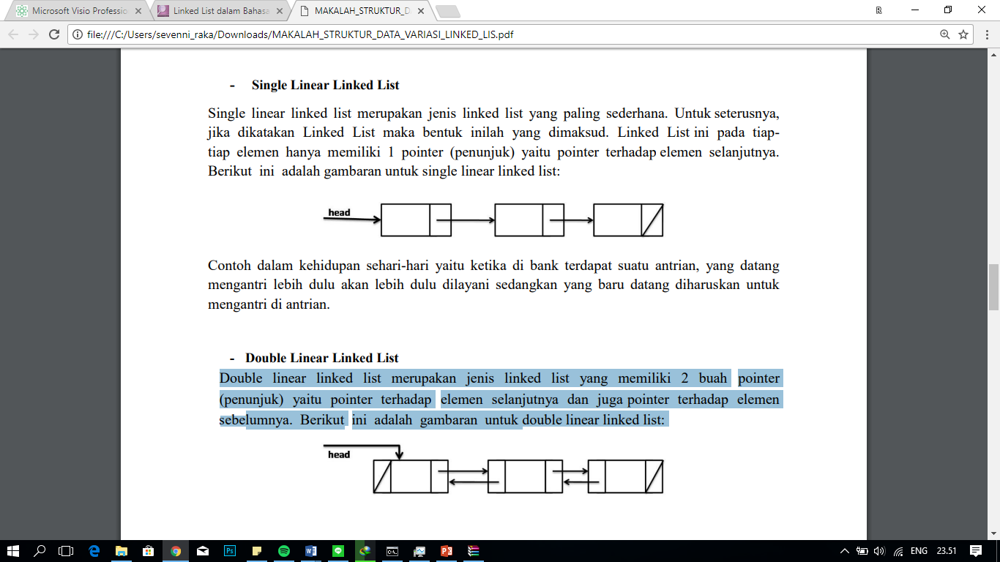 Microsoft Visio Professio
Linked List dalam Bahasa
MAKALAH_STRUKTUR_D
file:///C:/Users/sevenni_raka/Downloads/MAKALAH_STRUKTUR_DATA_VARIASI_LINKED_LIS.pdf
- Single Linear Linked List
Single linear linked list merupakan jenis linked list yang paling sederhana. Untuk seterusnya,
jika dikatakan Linked List maka bentuk inilah yang dimaksud. Linked List ini pada tiap-
tiap elemen hanya memiliki 1 pointer (penunjuk) yaitu pointer terhadap elemen selanjutnya.
Berikut ini adalah gambaran untuk single linear linked list:
head
Contoh dalam kehidupan sehari-hari yaitu ketika di bank terdapat suatu antrian, yang datang
mengantri lebih dulu akan lebih dulu dilayani sedangkan yang baru datang diharuskan untuk
mengantri di antrian.
- Double Linear Linked List
Double linear linked list merupakan jenis linked list yang memiliki 2 buah pointer
(penunjuk) yaitu pointer terhadap elemen selanjutnya dan juga pointer terhadap elemen
sebelumnya. Berikut ini adalah gambaran untuk double linear linked list:
head
ENG 23.51